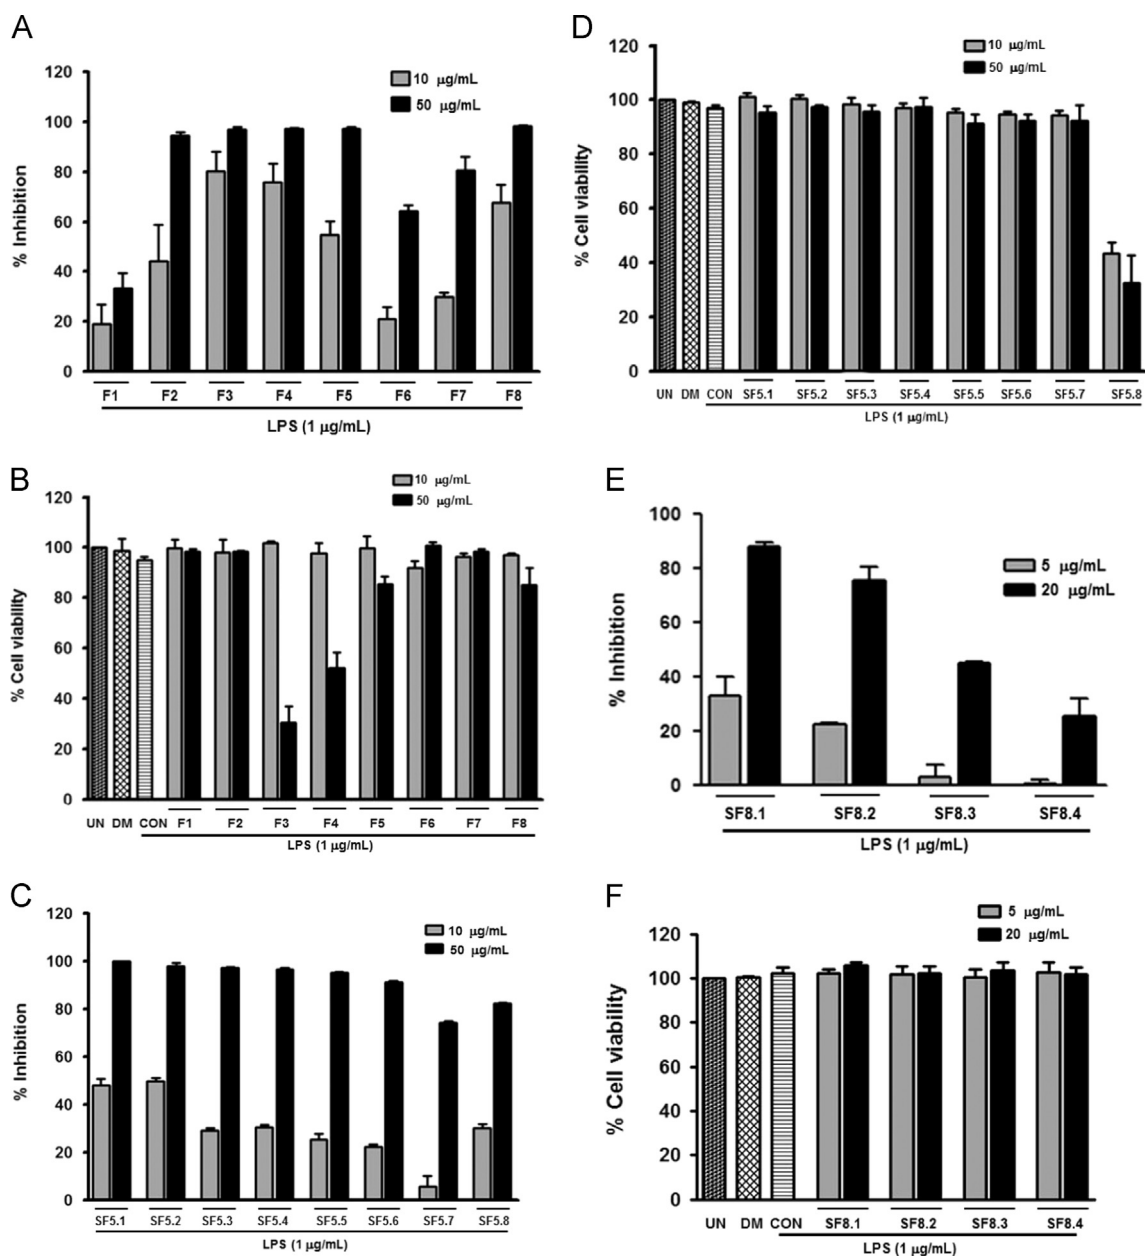 A
10 μg/mL
50 μg/mL
% Inhibition
120
100
80
60
40
20
0
F1 F2 F3 F4 F5 F6 F7 F8
LPS (1 μg/mL)
B
10 μg/mL
50 μg/mL
% Cell viability
120
100
80
60
40
20
0
UN DM CON F1 F2 F3 F4 F5 F6 F7 F8
LPS (1 μg/mL)
C
10 μg/mL
50 μg/mL
% Inhibition
120
100
80
60
40
20
0
SF5.1 SF5.2 SF5.3 SF5.4 SF5.5 SF5.6 SF5.7 SF5.8
LPS (1 μg/mL)
D
10 μg/mL
50 μg/mL
% Cell viability
120
100
80
60
40
20
0
UN DM CON SF5.1 SF5.2 SF5.3 SF5.4 SF5.5 SF5.6 SF5.7 SF5.8
LPS (1 μg/mL)
E
5 μg/mL
20 μg/mL
% Inhibition
100
80
60
40
20
0
SF8.1 SF8.2 SF8.3 SF8.4
LPS (1 μg/mL)
F
5 μg/mL
20 μg/mL
% Cell viability
120
100
80
60
40
20
0
UN DM CON SF8.1 SF8.2 SF8.3 SF8.4
LPS (1 μg/mL)